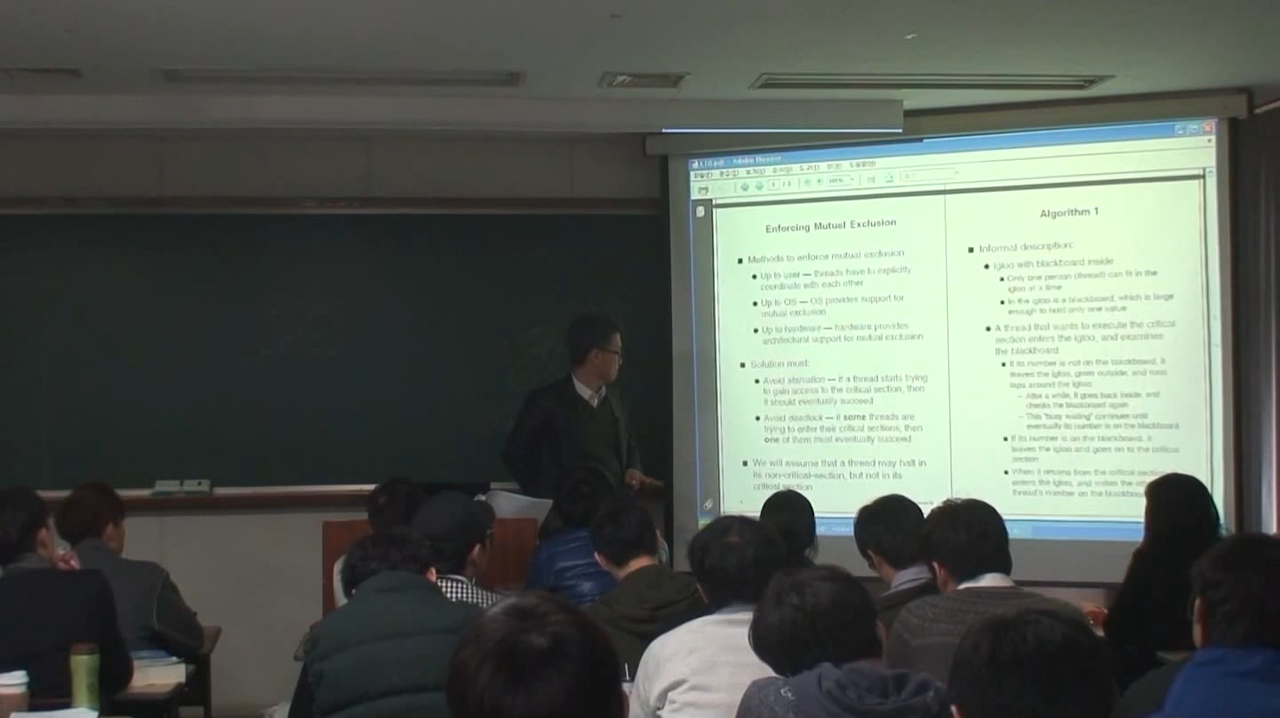 L10.pdf - Adobe Reader
Enforcing Mutual Exclusion
Methods to enforce mutual exclusion
Up to user — threads have to explicitly
coordinate with each other
Up to OS — OS provides support for
mutual exclusion
Up to hardware — hardware provides
architectural support for mutual exclusion
Solution must:
Avoid starvation — if a thread starts trying
to gain access to the critical section, then
it should eventually succeed
Avoid deadlock — if some threads are
trying to enter their critical sections, then
one of them must eventually succeed
We will assume that a thread may halt in
its non-critical-section, but not in its
critical section
Algorithm 1
Informal description:
Igloo with blackboard inside
Only one person (thread) can fit in the
igloo at a time
In the igloo is a blackboard, which is large
enough to hold only one value
A thread that wants to execute the critical
section enters the igloo, and examines
the blackboard
If its number is not on the blackboard, it
leaves the igloo, goes outside, and runs
laps around the igloo
After a while, it goes back inside, and
checks the blackboard again
This "busy waiting" continues until
eventually its number is on the blackboard
If its number is on the blackboard, it
leaves the igloo and goes on to the critical
section
When it returns from the critical section,
enters the igloo, and writes the
thread's number on the blackboard